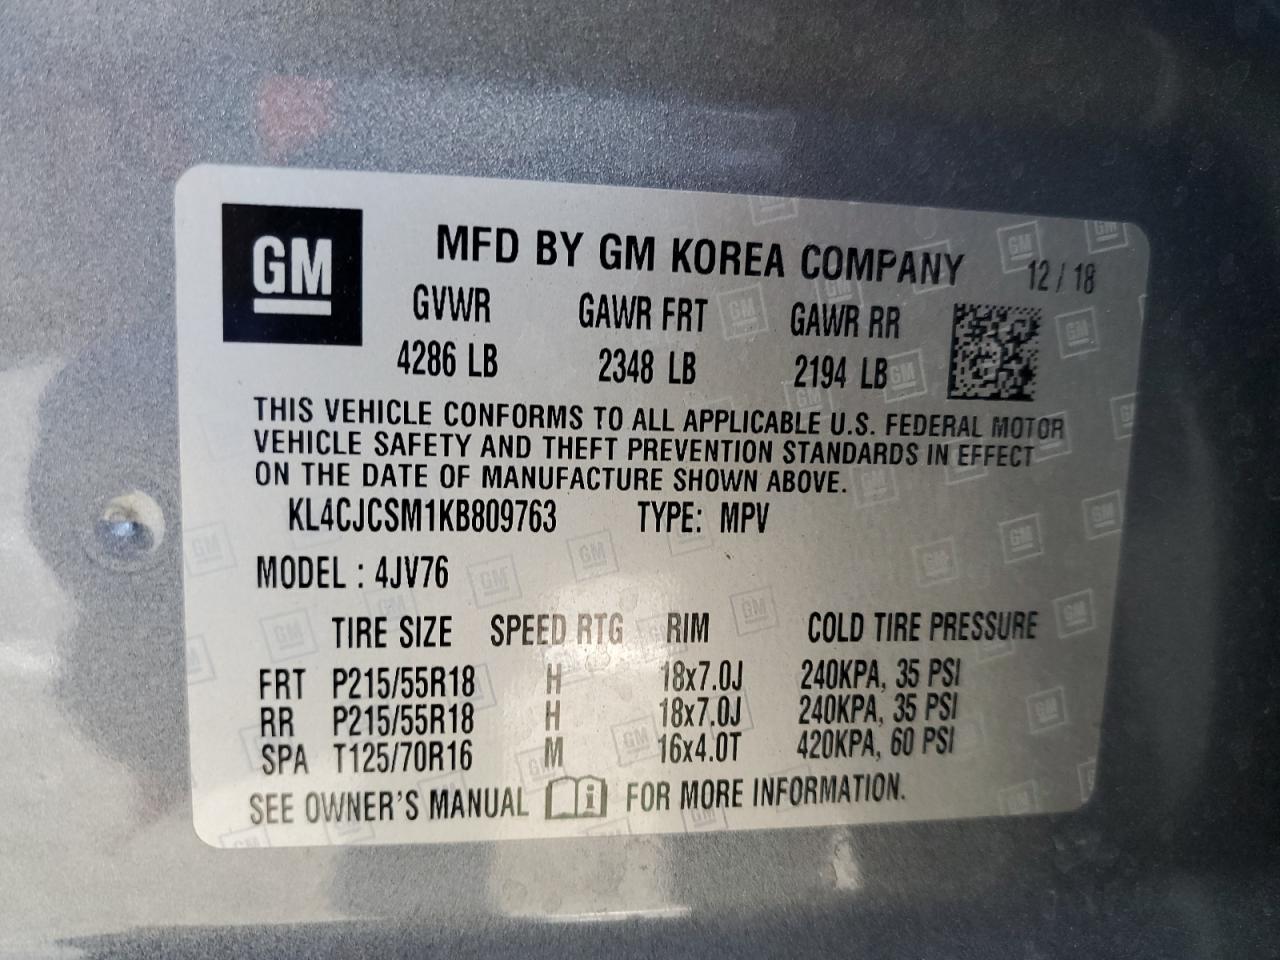 GM
MFD BY GM KOREA COMPANY 12 / 18
GVWR GAWR FRT GAWR RR
4286 LB 2348 LB 2194 LB
THIS VEHICLE CONFORMS TO ALL APPLICABLE U.S. FEDERAL MOTOR
VEHICLE SAFETY AND THEFT PREVENTION STANDARDS IN EFFECT
ON THE DATE OF MANUFACTURE SHOWN ABOVE.
KL4CJCSM1KB809763 TYPE: MPV
MODEL : 4JV76
TIRE SIZE SPEED RTG RIM COLD TIRE PRESSURE
FRT P215/55R18 H 18x7.0J 240KPA, 35 PSI
RR P215/55R18 H 18x7.0J 240KPA, 35 PSI
SPA T125/70R16 M 16x4.0T 420KPA, 60 PSI
SEE OWNER'S MANUAL i FOR MORE INFORMATION.